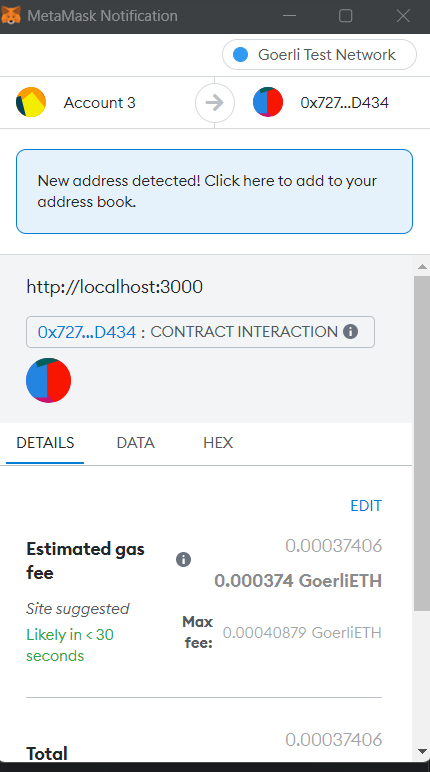 MetaMask Notification
Goerli Test Network
Account 3
0x727...D434
New address detected! Click here to add to your
address book.
http://localhost:3000
0x727...D434 : CONTRACT INTERACTION
DETAILS
DATA
HEX
EDIT
Estimated gas
fee
0.00037406
0.000374 GoerliETH
Site suggested
Likely in < 30
seconds
Max
fee:
0.00040879 GoerliETH
0.00037406
Total